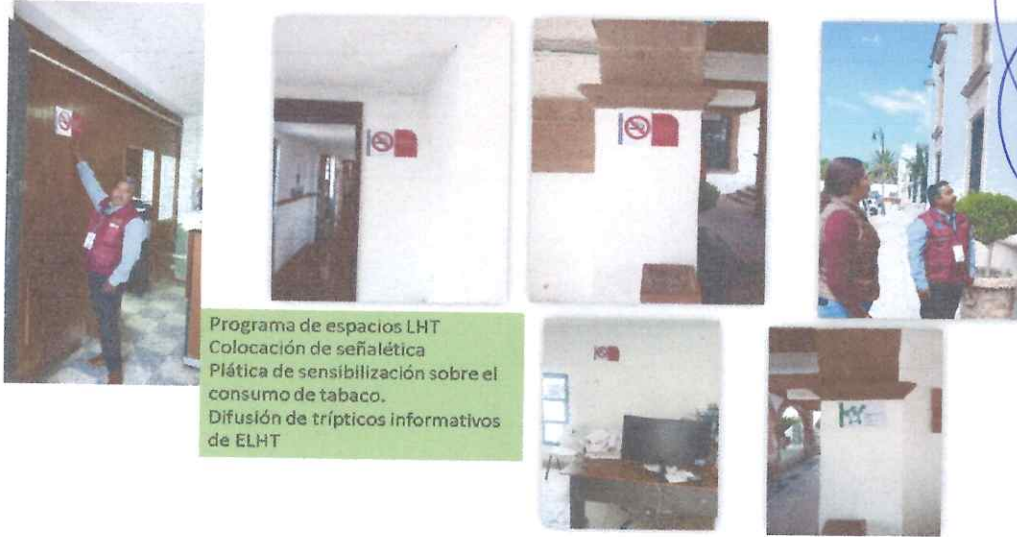 Programa de espacios LHT
Colocación de señalética
Plática de sensibilización sobre el
consumo de tabaco.
Difusión de trípticos informativos
de ELHT